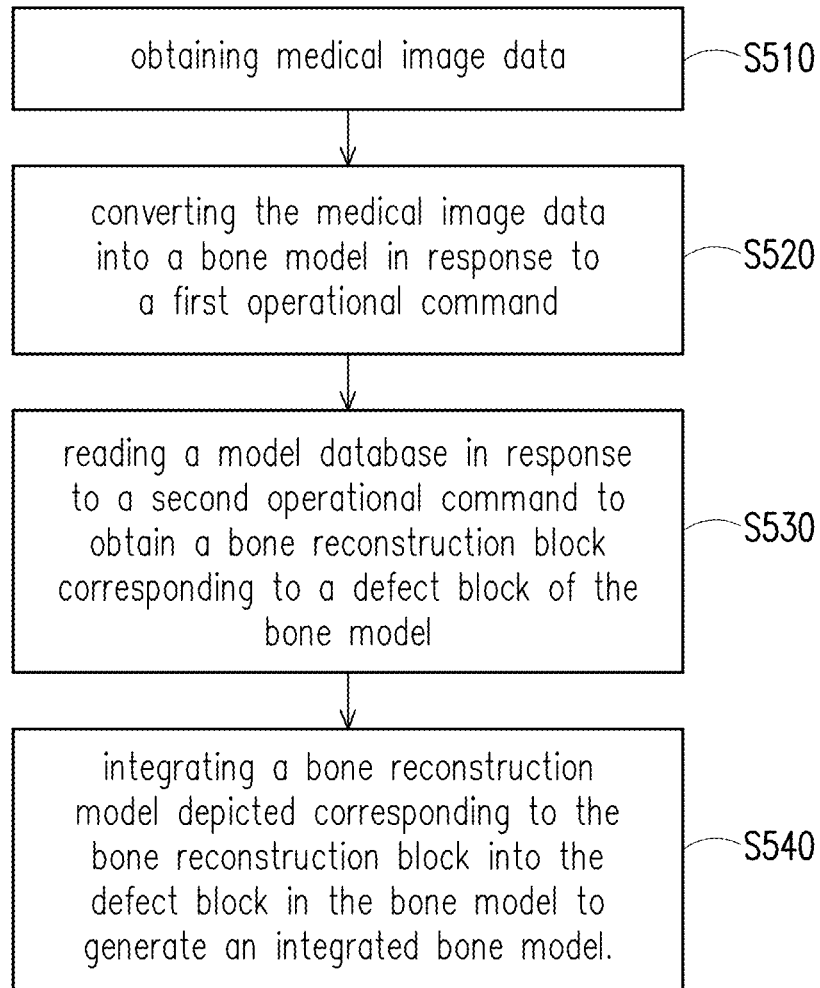 obtaining medical image data
S510
converting the medical image data
into a bone model in response to
a first operational command
S520
reading a model database in response
to a second operational command to
obtain a bone reconstruction block
corresponding to a defect block of the
bone model
S530
integrating a bone reconstruction
model depicted corresponding to the
bone reconstruction block into the
defect block in the bone model to
generate an integrated bone model.
S540